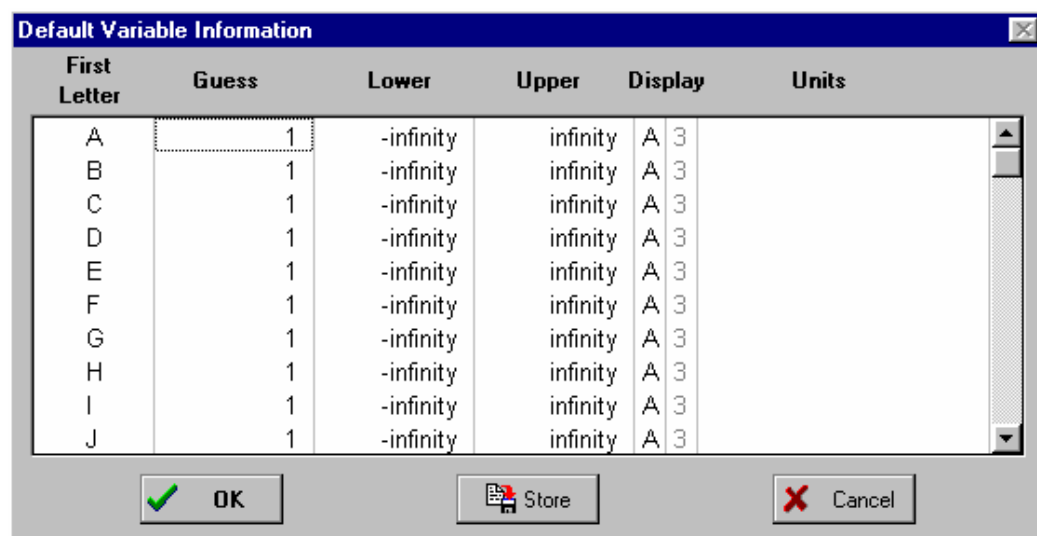 Default Variable Information
First Letter Guess Lower Upper Display Units
A 1 -infinity infinity A 3
B 1 -infinity infinity A 3
C 1 -infinity infinity A 3
D 1 -infinity infinity A 3
E 1 -infinity infinity A 3
F 1 -infinity infinity A 3
G 1 -infinity infinity A 3
H 1 -infinity infinity A 3
I 1 -infinity infinity A 3
J 1 -infinity infinity A 3
OK Store Cancel